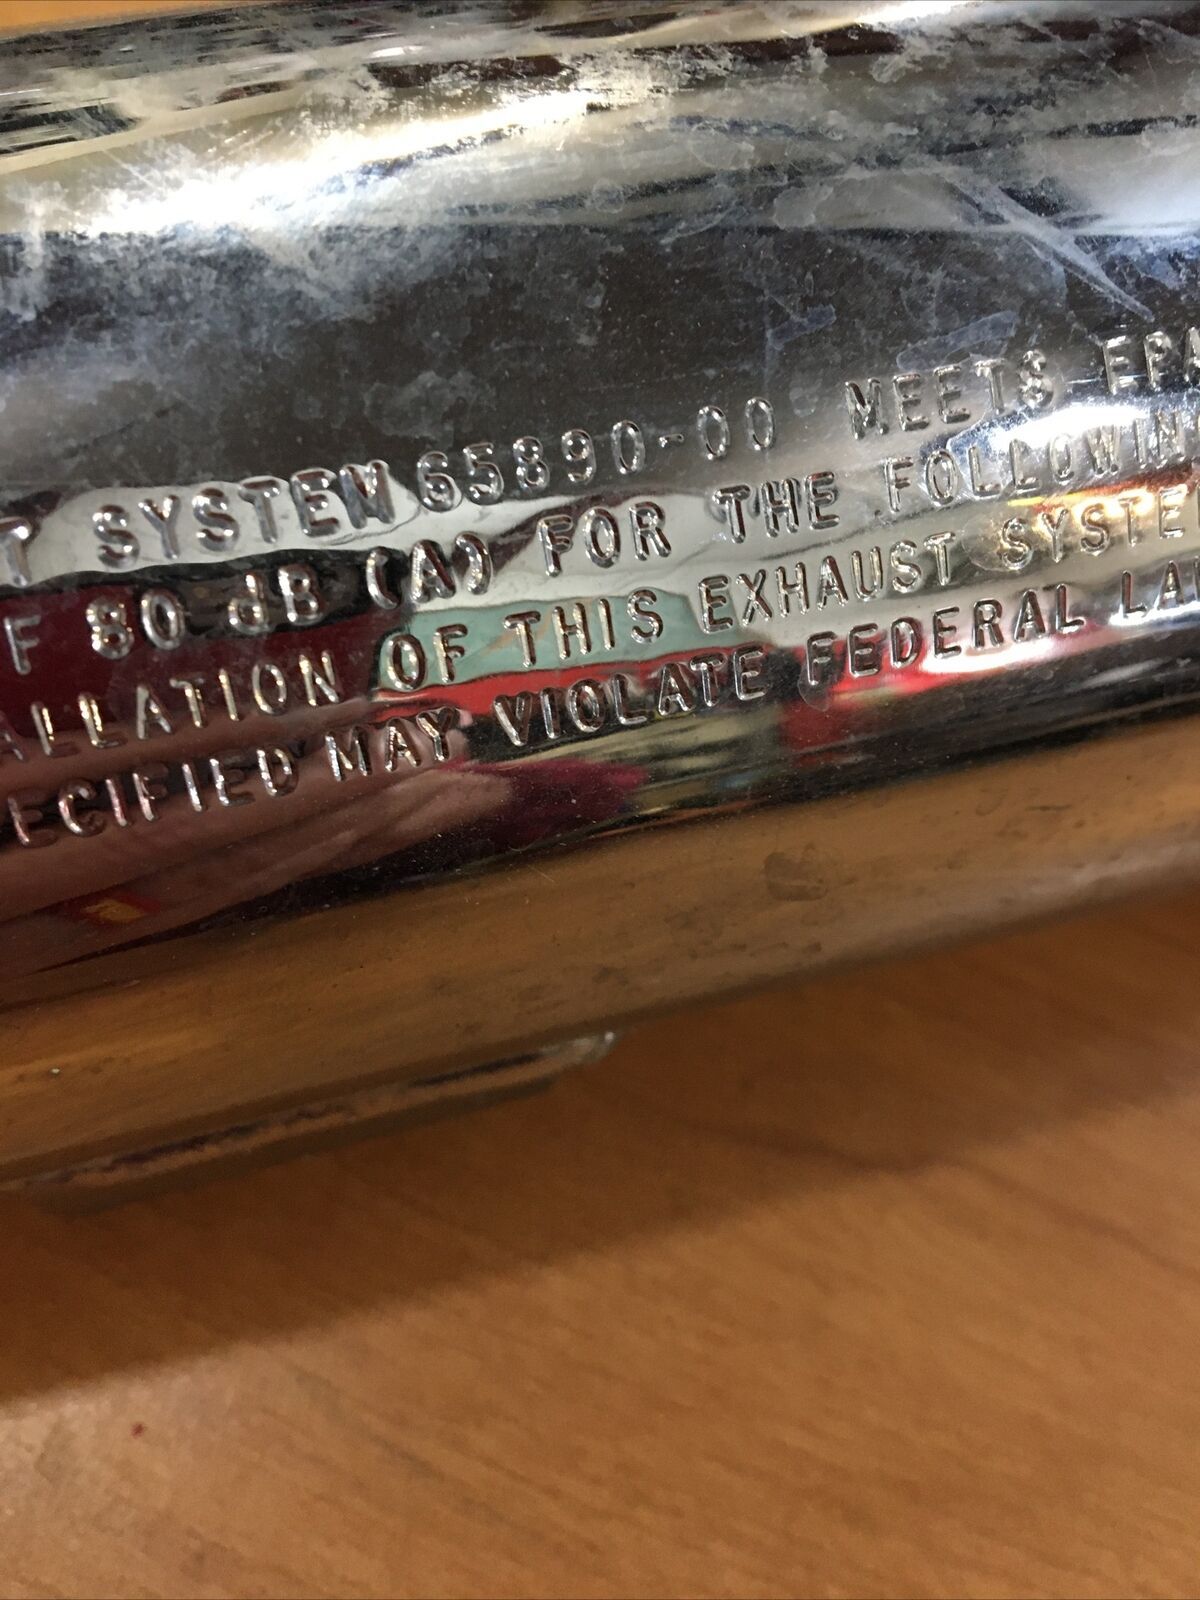 T SYSTEM 65890-00 MEETS EPA
F 80 dB (A) FOR THE FOLLOWIN
ALLATION OF THIS EXHAUST SYSTE
ECIFIED MAY VIOLATE FEDERAL LA